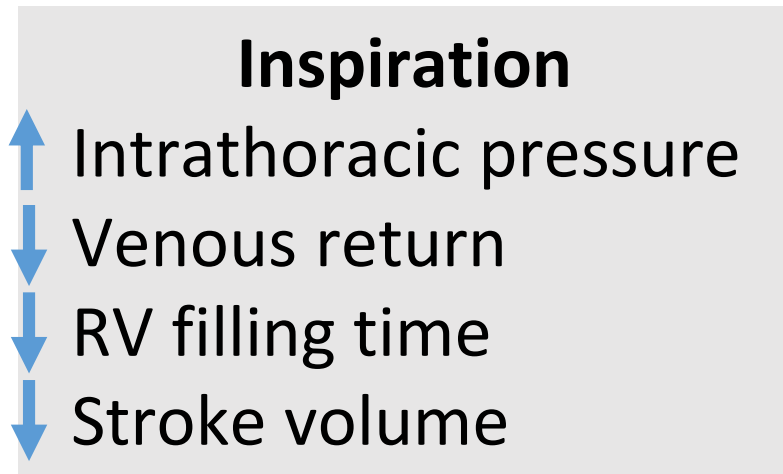 Inspiration
Intrathoracic pressure
Venous return
RV filling time
Stroke volume